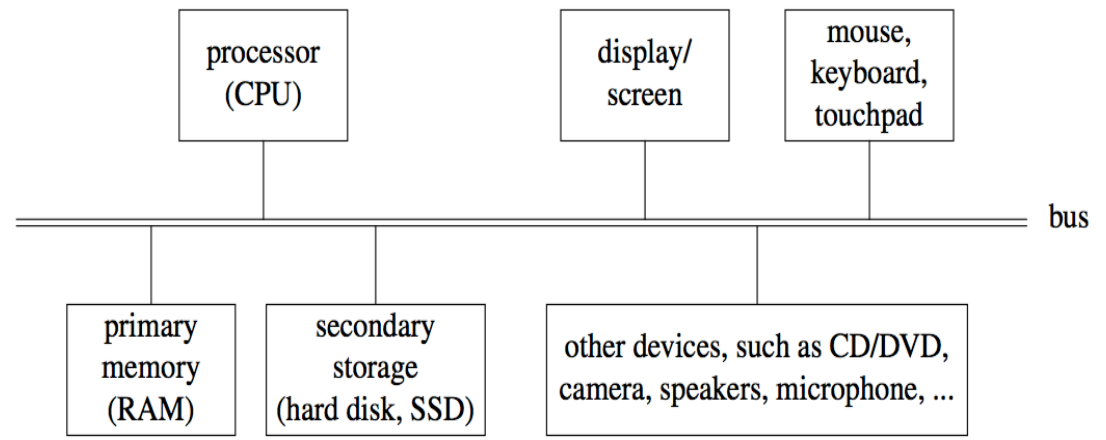 processor
(CPU)
display/
screen
mouse,
keyboard,
touchpad
bus
primary
memory
(RAM)
secondary
storage
(hard disk, SSD)
other devices, such as CD/DVD,
camera, speakers, microphone, ...